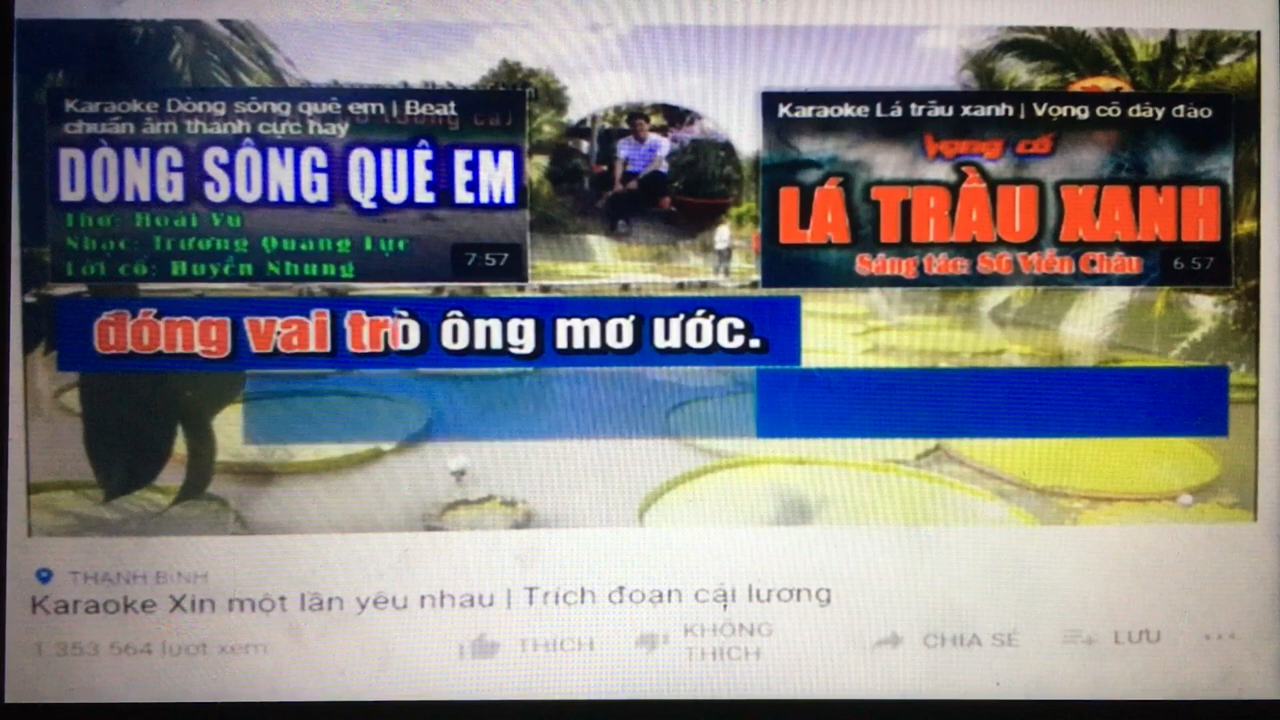 Karaoke Dòng sông quê em | Beat
chuẩn âm thanh cực hay
DÒNG SÔNG QUÊ EM
Thơ: Hoài Vũ
Nhạc: Trương Quang Lục
Lời cổ: Huyền Nhung
7:57
Karaoke Lá trầu xanh | Vọng cổ dây đào
Vọng cổ
LÁ TRẦU XANH
Sáng tác: SG Viễn Châu
6:57
đóng vai trò ông mơ ước.
THANH BÌNH
Karaoke Xin một lần yêu nhau | Trích đoạn cải lương
1 353 564 lượt xem
THÍCH
KHÔNG
THÍCH
CHIA SẺ
LƯU